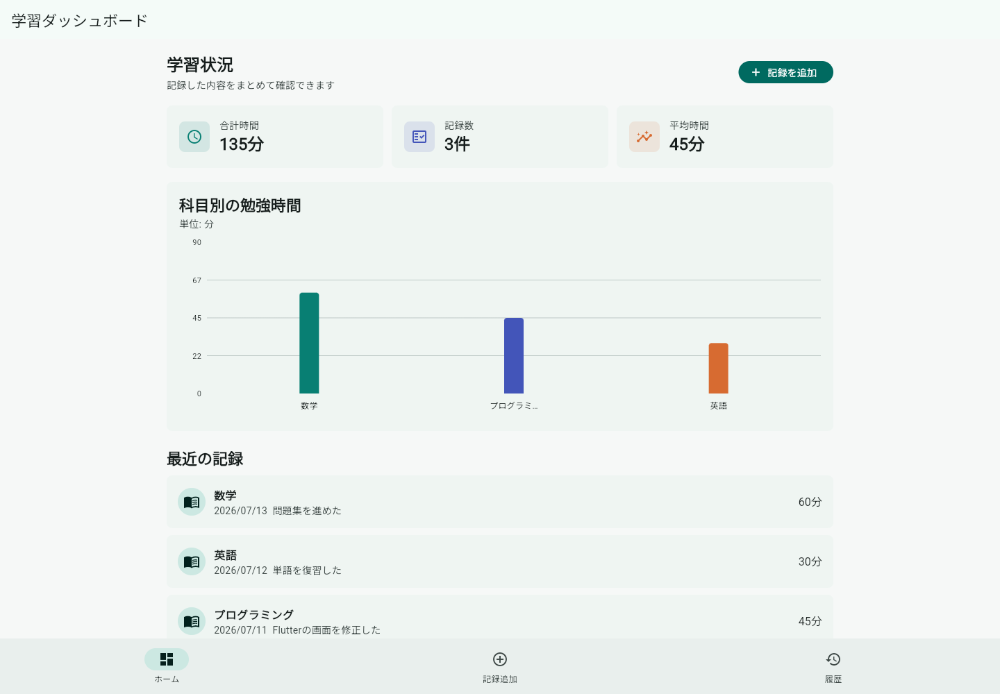 学習ダッシュボード
学習状況
記録した内容をまとめて確認できます
記録を追加
合計時間
135分
記録数
3件
平均時間
45分
科目別の勉強時間
単位: 分
90
67
45
22
0
数学
プログラミ...
英語
最近の記録
数学
2026/07/13 問題集を進めた
60分
英語
2026/07/12 単語を復習した
30分
プログラミング
2026/07/11 Flutterの画面を修正した
45分
ホーム
記録追加
履歴